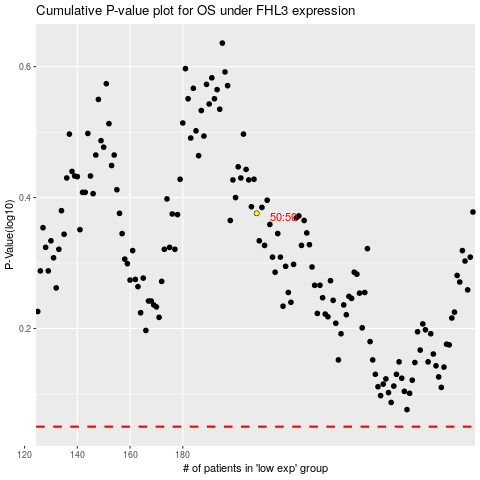 Cumulative P-value plot for OS under FHL3 expression
P-Value(log10)
0.6
0.4
0.2
50:50
120 140 160 180
# of patients in 'low exp' group